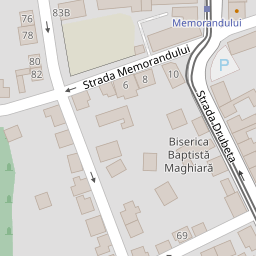 83B
76
78
Memorandului
P
Strada Memorandului
80
82
6
8
10
Strada Drubeta
Biserica
Baptistă
Maghiară
69